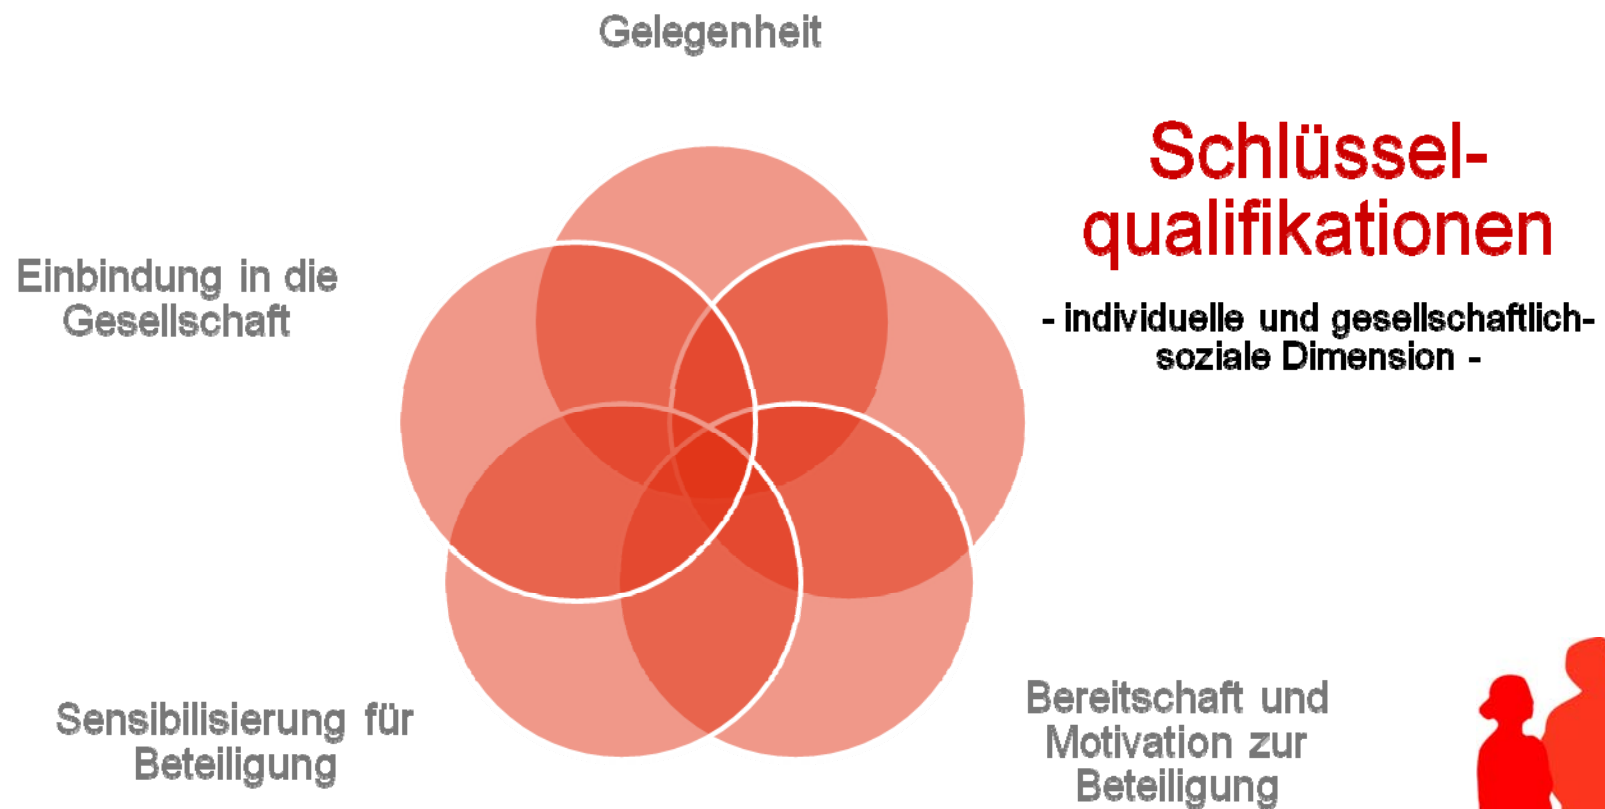 Gelegenheit
Schlüssel-
qualifikationen
- individuelle und gesellschaftlich-
soziale Dimension -
Einbindung in die
Gesellschaft
Sensibilisierung für
Beteiligung
Bereitschaft und
Motivation zur
Beteiligung